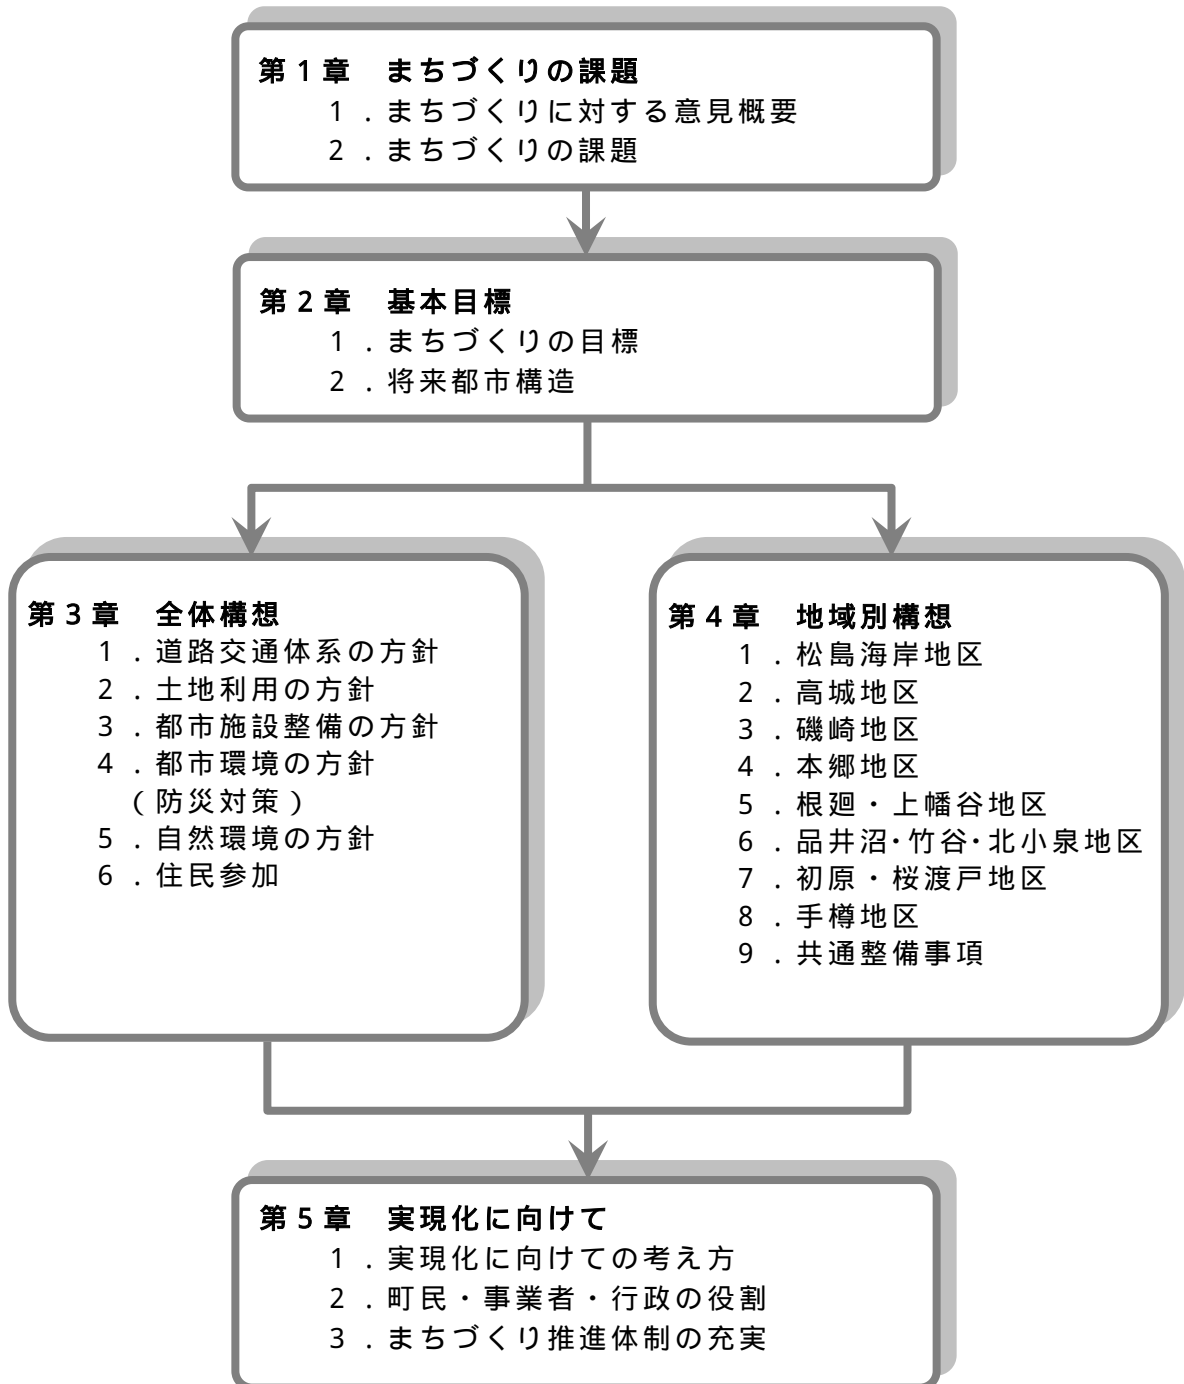 第1章 まちづくりの課題
1.まちづくりに対する意見概要
2.まちづくりの課題
第2章 基本目標
1.まちづくりの目標
2.将来都市構造
第3章 全体構想
1.道路交通体系の方針
2.土地利用の方針
3.都市施設整備の方針
4.都市環境の方針
(防災対策)
5.自然環境の方針
6.住民参加
第4章 地域別構想
1.松島海岸地区
2.高城地区
3.磯崎地区
4.本郷地区
5.根廻・上幡谷地区
6.品井沼・竹谷・北小泉地区
7.初原・桜渡戸地区
8.手樽地区
9.共通整備事項
第5章 実現化に向けて
1.実現化に向けての考え方
2.町民・事業者・行政の役割
3.まちづくり推進体制の充実